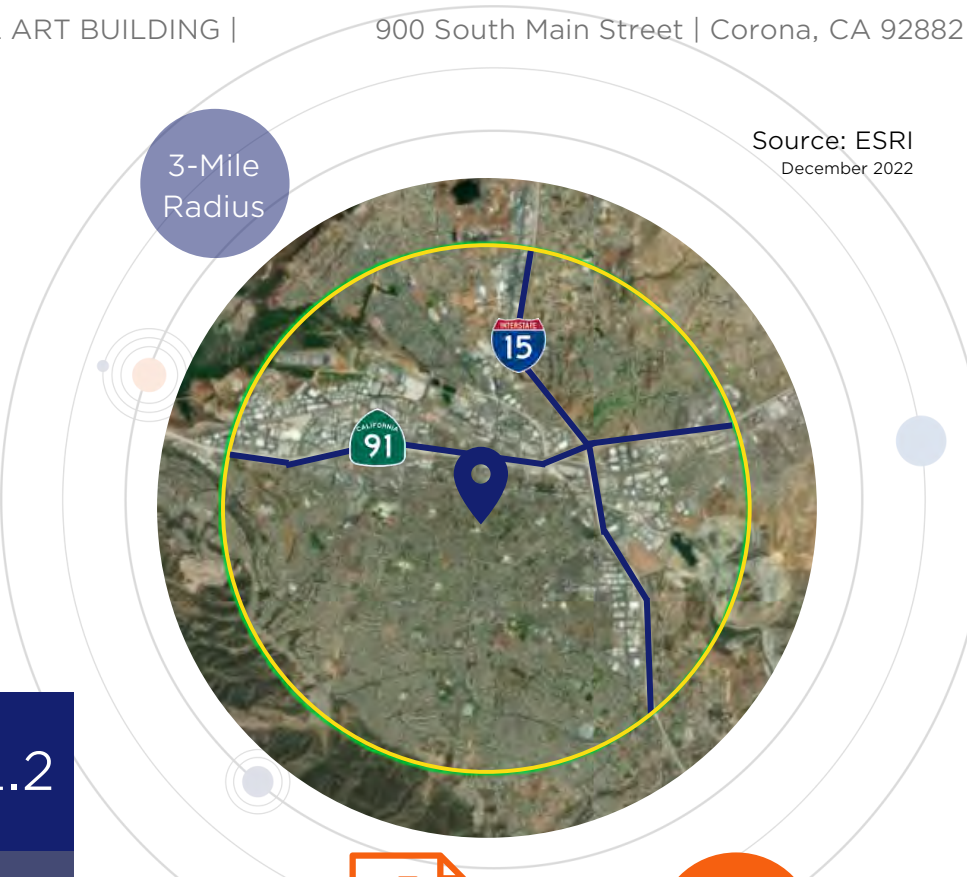 ART BUILDING | 900 South Main Street | Corona, CA 92882
Source: ESRI
December 2022
3-Mile
Radius
INTERSTATE
15
CALIFORNIA
91
.2